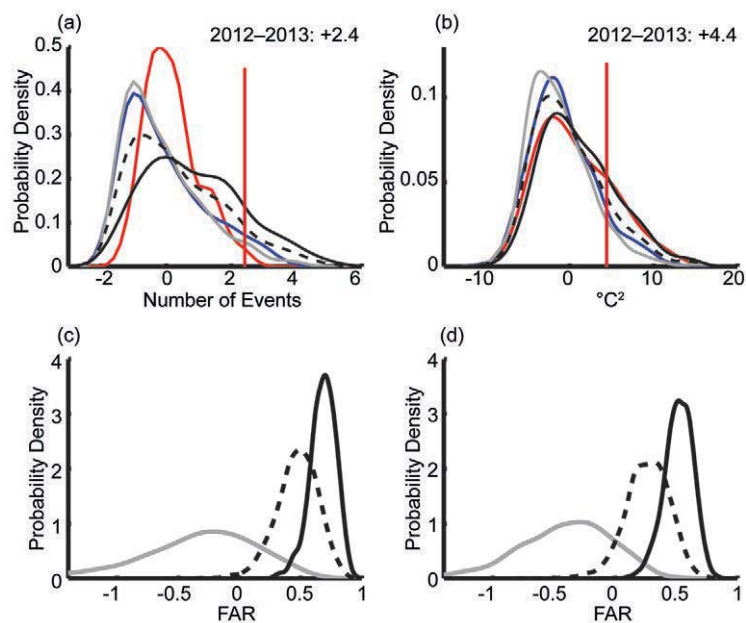 (a)
2012–2013: +2.4
0.5
0.4
0.3
0.2
0.1
0
Probability Density
-2 0 2 4 6
Number of Events
(b)
2012–2013: +4.4
0.1
0.05
0
Probability Density
-10 0 10 20
°C²
(c)
4
3
2
1
0
Probability Density
-1 -0.5 0 0.5 1
FAR
(d)
4
3
2
1
0
Probability Density
-1 -0.5 0 0.5 1
FAR